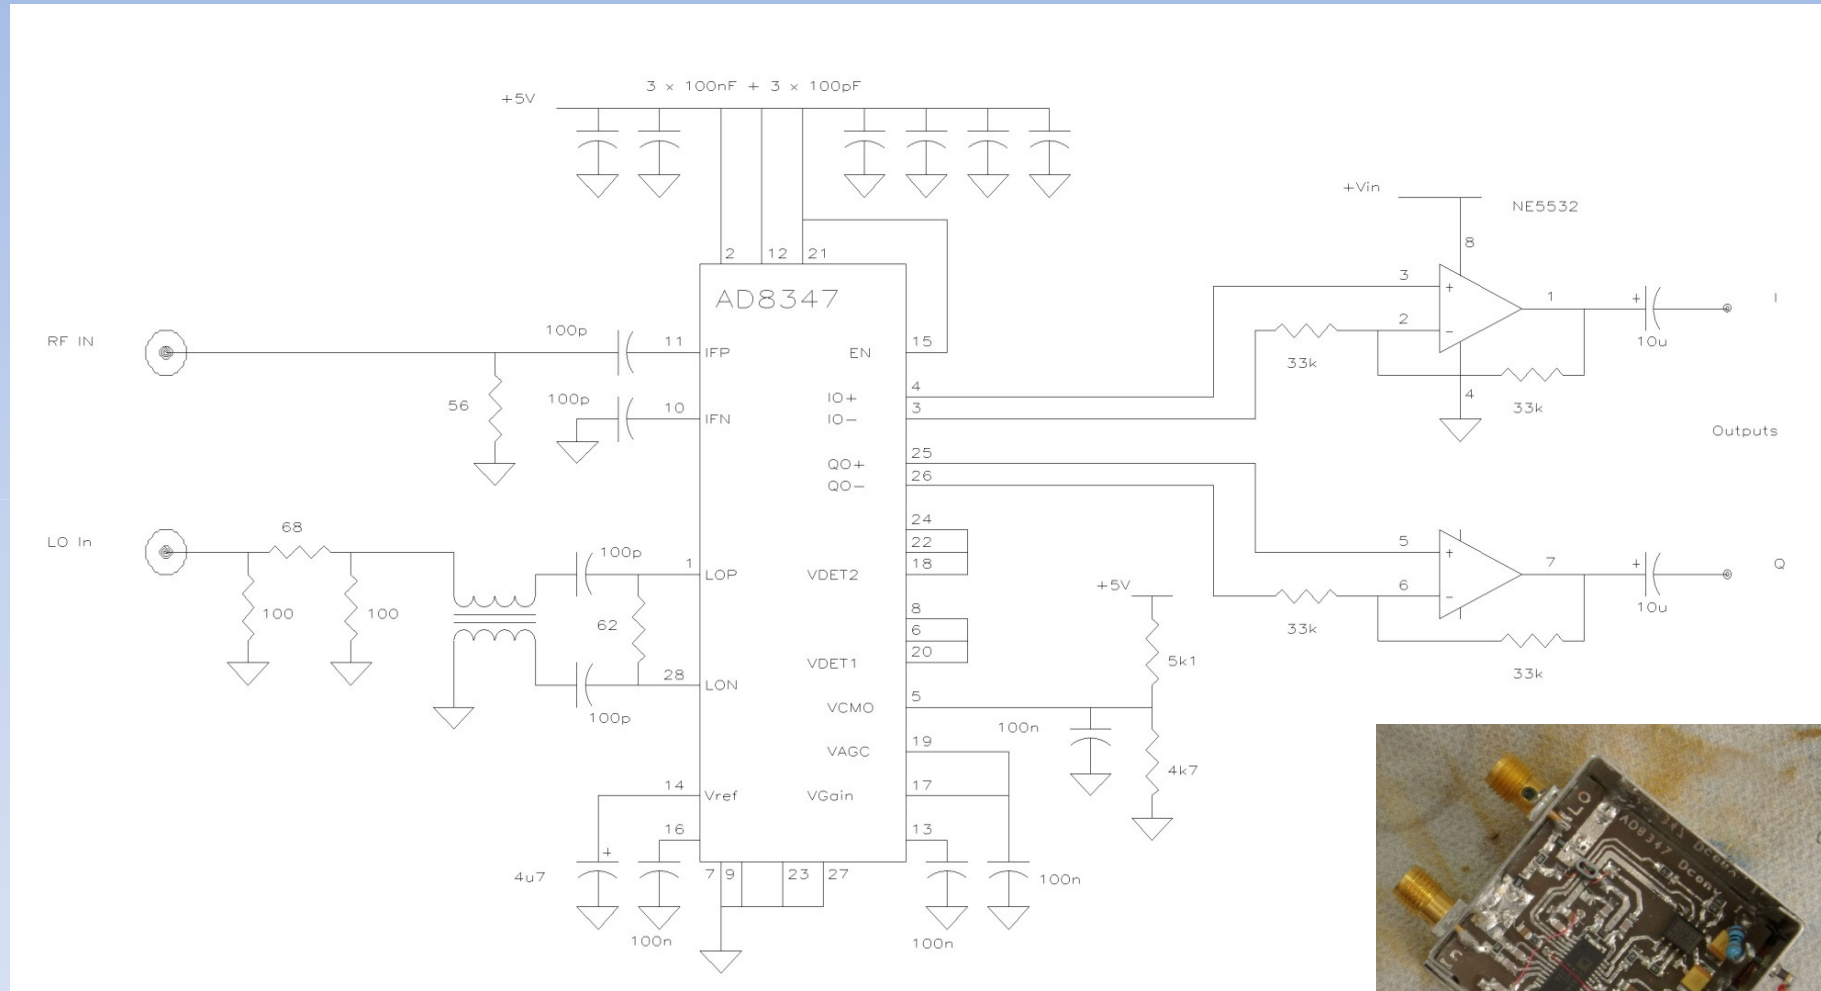 3 x 100nF + 3 x 100pF
+5V
+Vin
NE5532
8
2 12 21
AD8347
3
+
1
+
I
2
-
10u
33k
4
33k
RF IN
100p
11
IFP
EN
15
56
100p
10
IFN
IO+
4
IO-
3
Outputs
QO+
25
QO-
26
LO In
68
100
100
100p
1
LOP
62
28
LON
100p
24
22
VDET2
18
8
6
VDET1
20
5
+
7
+
Q
6
-
10u
33k
33k
+5V
5k1
VCMO
5
100n
4k7
VAGC
19
14
Vref
VGain
17
16
13
+
4u7
100n
7 9 23 27
100n
100n
LO
AD8347 Dconv